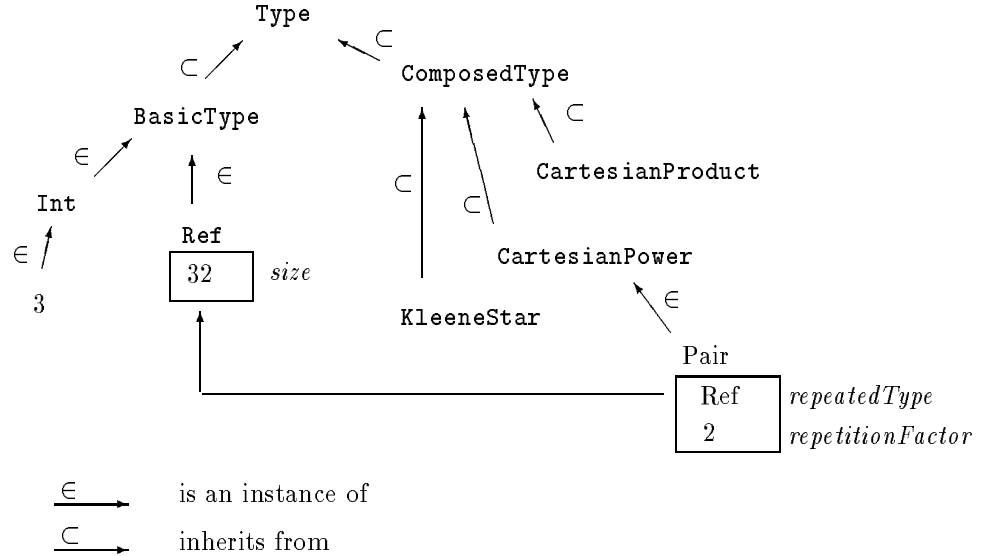 Type
⊂
⊂
ComposedType
BasicType
⊂
∈
∈
⊂
CartesianProduct
Int
⊂
∈
Ref
CartesianPower
32 size
∈
3
KleeneStar
Pair
Ref repeatedType
2 repetitionFactor
∈ is an instance of
⊂ inherits from